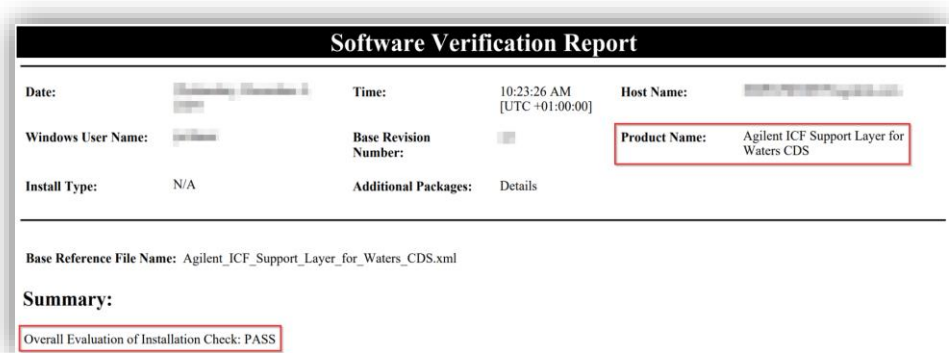 Software Verification Report
Date:
Time:
10:23:26 AM
[UTC +01:00:00]
Host Name:
Windows User Name:
Base Revision
Number:
Product Name:
Agilent ICF Support Layer for
Waters CDS
Install Type:
N/A
Additional Packages:
Details
Base Reference File Name: Agilent_ICF_Support_Layer_for_Waters_CDS.xml
Summary:
Overall Evaluation of Installation Check: PASS